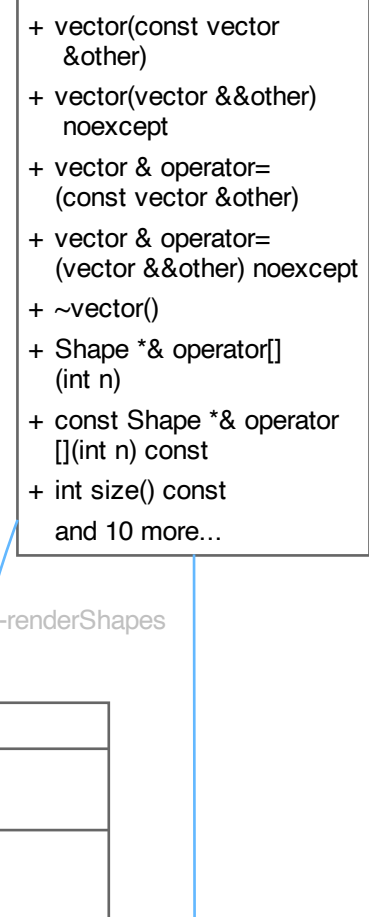 + vector(const vector
&other)
+ vector(vector &&other)
noexcept
+ vector & operator=
(const vector &other)
+ vector & operator=
(vector &&other) noexcept
+ ~vector()
+ Shape *& operator[]
(int n)
+ const Shape *& operator
[](int n) const
+ int size() const
and 10 more...
-renderShapes